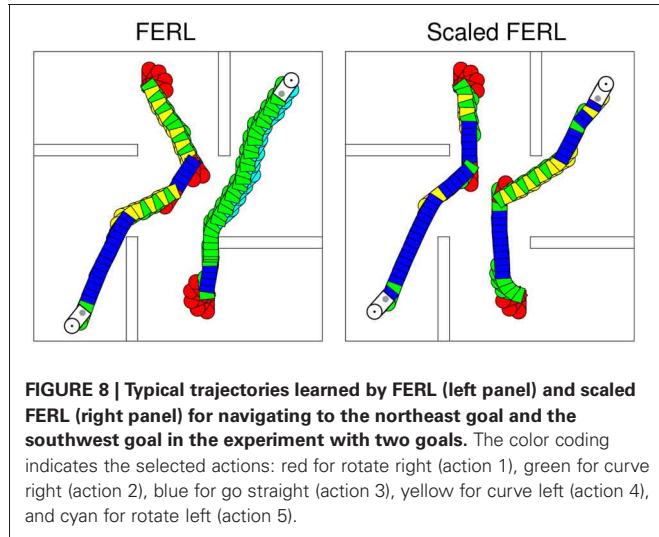 FERL
Scaled FERL
FIGURE 8 | Typical trajectories learned by FERL (left panel) and scaled
FERL (right panel) for navigating to the northeast goal and the
southwest goal in the experiment with two goals. The color coding
indicates the selected actions: red for rotate right (action 1), green for curve
right (action 2), blue for go straight (action 3), yellow for curve left (action 4),
and cyan for rotate left (action 5).